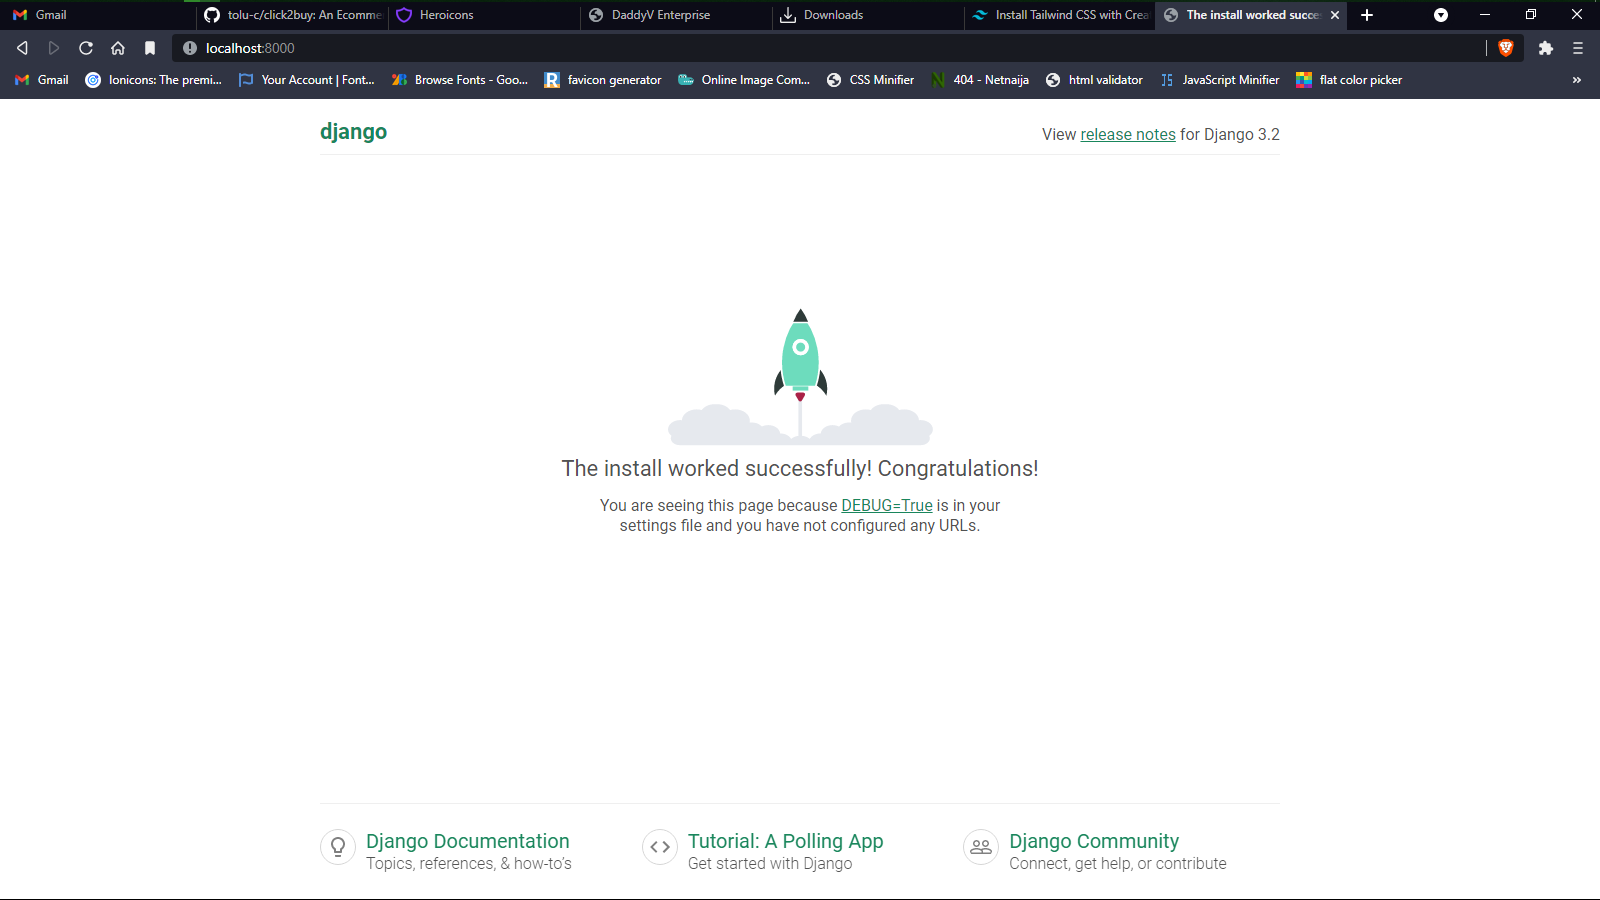 Gmail
tolu-c/click2buy: An Ecomme
Heroicons
DaddyV Enterprise
Downloads
Install Tailwind CSS with Crea
The install worked succes
localhost:8000
Gmail
Ionicons: The premi...
Your Account | Font...
Browse Fonts - Goo...
favicon generator
Online Image Com...
CSS Minifier
404 - Netnaija
html validator
JavaScript Minifier
flat color picker
»
django
View release notes for Django 3.2
The install worked successfully! Congratulations!
You are seeing this page because DEBUG=True is in your
settings file and you have not configured any URLs.
Django Documentation
Topics, references, & how-to's
Tutorial: A Polling App
Get started with Django
Django Community
Connect, get help, or contribute